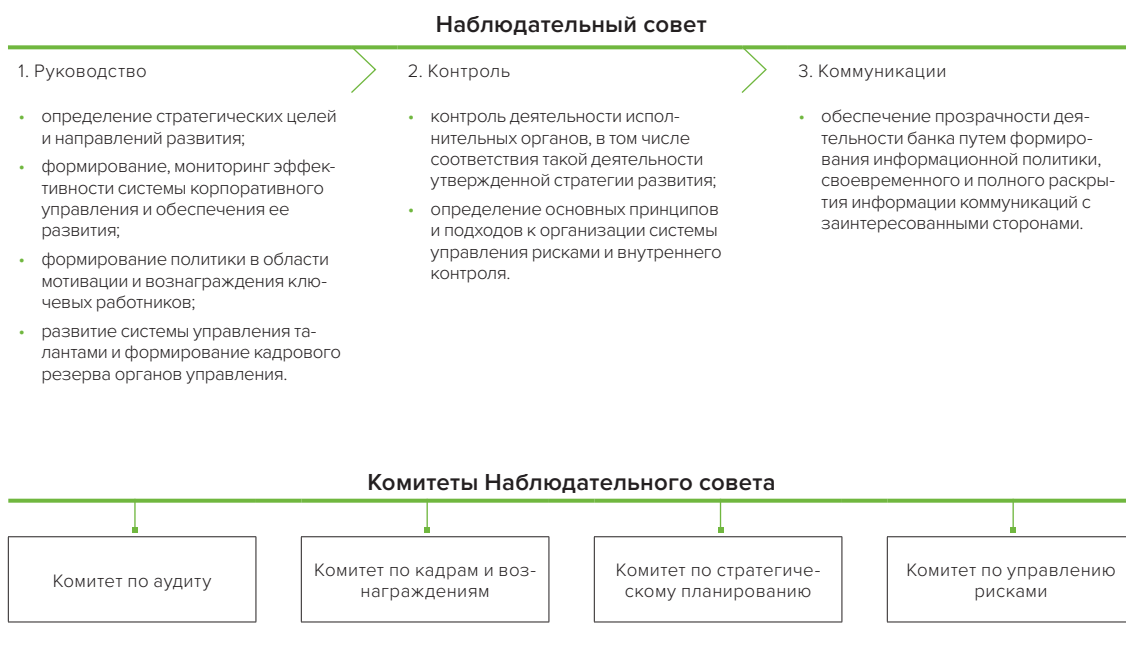 Наблюдательный совет
1. Руководство
• определение стратегических целей
и направлений развития;
• формирование, мониторинг эффек-
тивности системы корпоративного
управления и обеспечения ее
развития;
• формирование политики в области
мотивации и вознаграждения клю-
чевых работников;
• развитие системы управления та-
лантами и формирование кадрового
резерва органов управления.
2. Контроль
• контроль деятельности испол-
нительных органов, в том числе
соответствия такой деятельности
утвержденной стратегии развития;
• определение основных принципов
и подходов к организации системы
управления рисками и внутреннего
контроля.
3. Коммуникации
• обеспечение прозрачности дея-
тельности банка путем формиро-
вания информационной политики,
своевременного и полного раскры-
тия информации коммуникаций с
заинтересованными сторонами.
Комитеты Наблюдательного совета
Комитет по аудиту
Комитет по кадрам и воз-
награждениям
Комитет по стратегиче-
скому планированию
Комитет по управлению
рисками